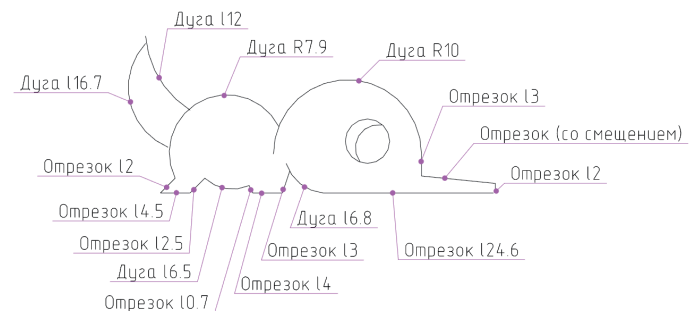 Дуга l12
Дуга R7.9
Дуга R10
Дуга l16.7
Отрезок l3
Отрезок (со смещением)
Отрезок l2
Отрезок l2
Отрезок l4.5
Дуга l6.8
Отрезок l2.5
Отрезок l3
Отрезок l24.6
Дуга l6.5
Отрезок l4
Отрезок l0.7